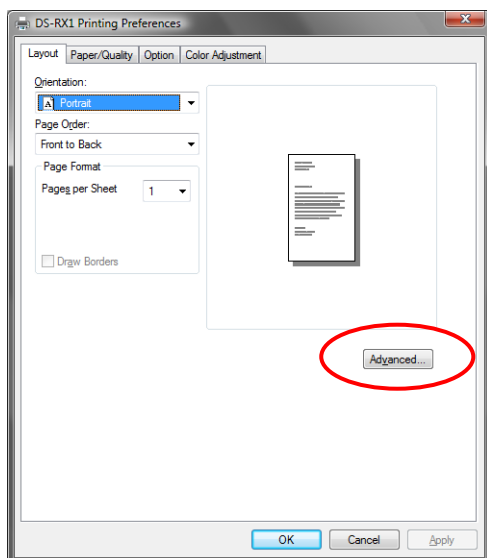 DS-RX1 Printing Preferences
Layout Paper/Quality Option Color Adjustment
Orientation:
A Portrait
Page Order:
Front to Back
Page Format
Pages per Sheet 1
Draw Borders
Advanced...
OK Cancel Apply